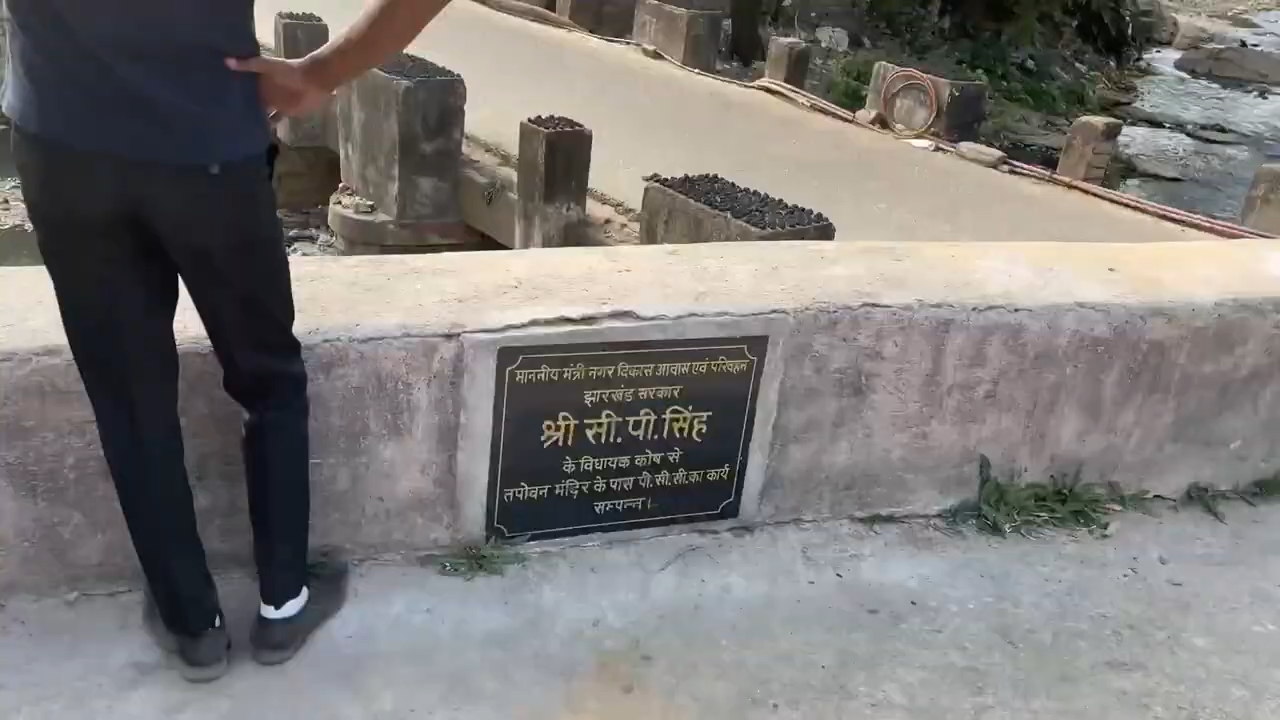 माननीय मंत्री नगर विकास आवास एवं परिवहन
झारखंड सरकार
श्री सी.पी.सिंह
के विधायक कोष से
तपोवन मंदिर के पास पी.सी.सी.का कार्य
सम्पन्न।